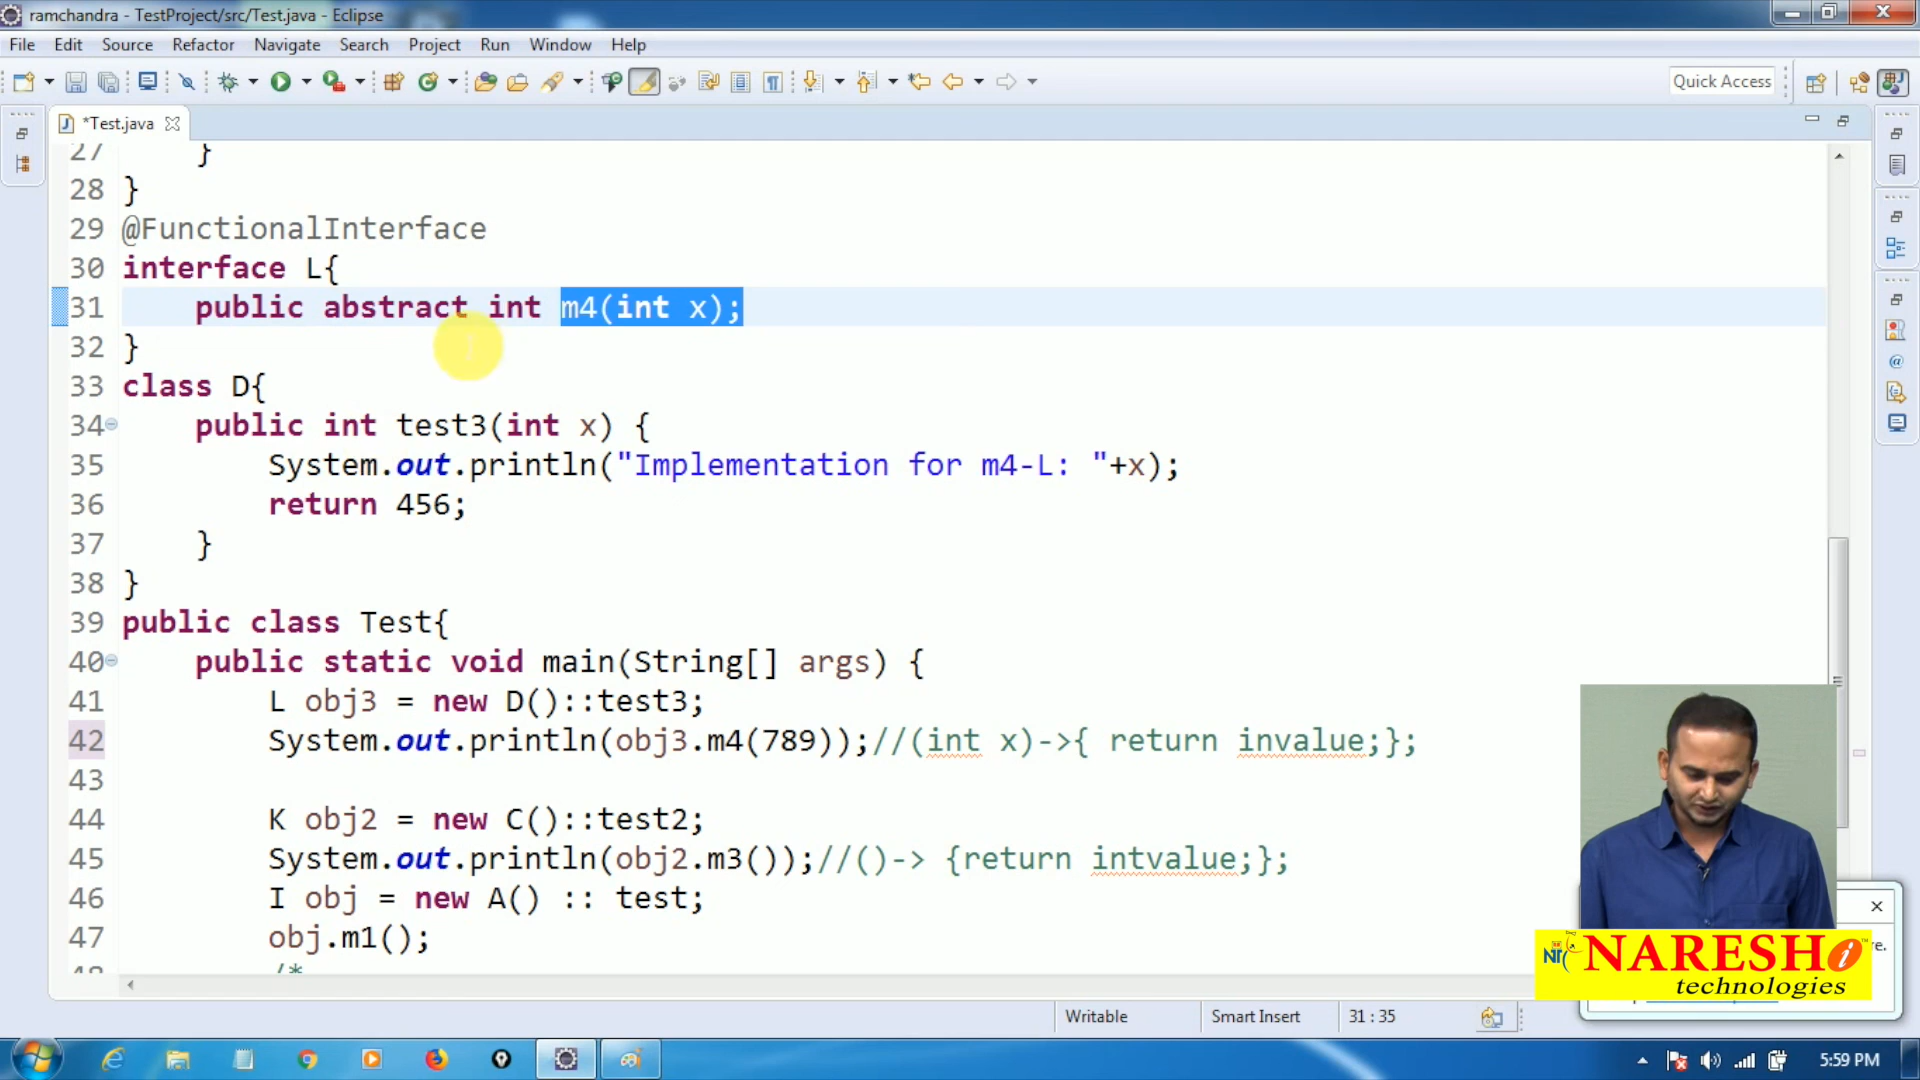 ramchandra - TestProject/src/Test.java - Eclipse
File Edit Source Refactor Navigate Search Project Run Window Help
Quick Access
*Test.java
27 }
28 }
29 @FunctionalInterface
30 interface L{
31 public abstract int m4(int x);
32 }
33 class D{
34 public int test3(int x) {
35 System.out.println("Implementation for m4-L: "+x);
36 return 456;
37 }
38 }
39 public class Test{
40 public static void main(String[] args) {
41 L obj3 = new D()::test3;
42 System.out.println(obj3.m4(789));//(int x)->{ return invalue;};
43
44 K obj2 = new C()::test2;
45 System.out.println(obj2.m3());//()-> {return intvalue;};
46 I obj = new A() :: test;
47 obj.m1();
48 /*
re.
NiT
NARESH i
technologies
Writable Smart Insert 31 : 35
5:59 PM